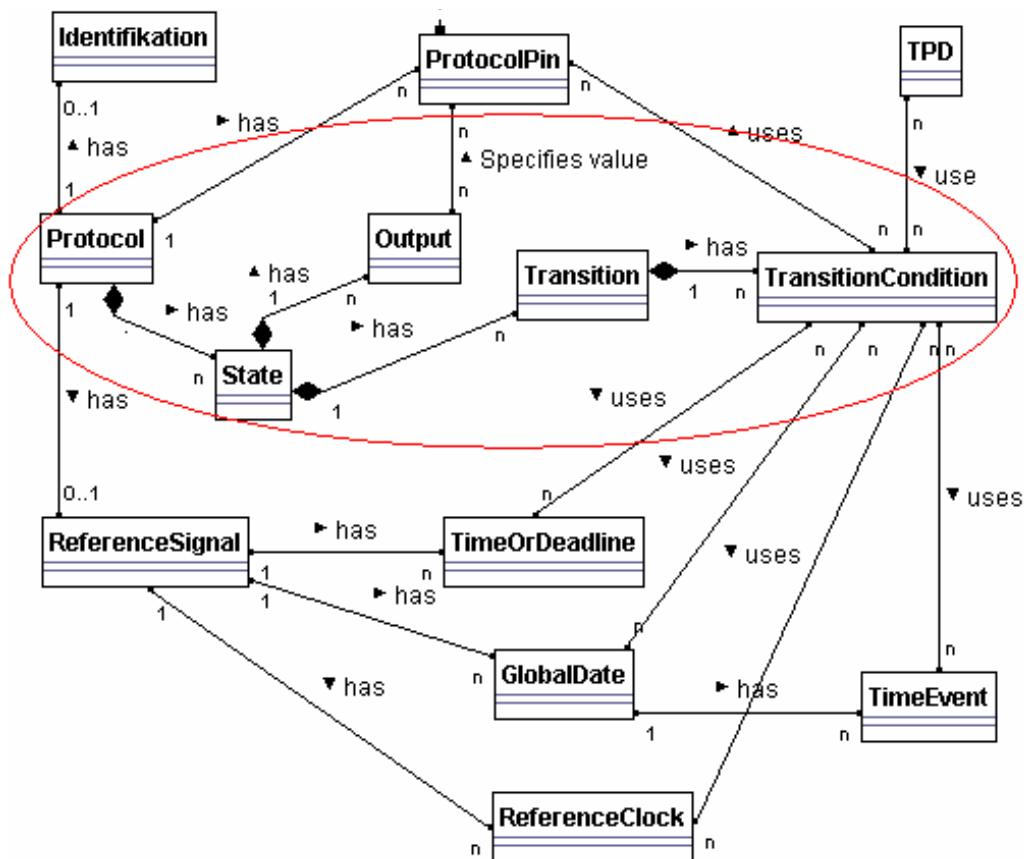 Identifikation
ProtocolPin
TPD
0..1
n
n
n
▲ has
► has
n
▲ uses
▲ Specifies value
▼ use
1
n
n
n
Protocol
1
Output
Transition
► has
TransitionCondition
1
▲ has
1
n
► has
► has
n
1
n
n
State
1
n
n
n
n
▼ has
▼ uses
▼ uses
▼ uses
0..1
n
ReferenceSignal
► has
TimeOrDeadline
▼ uses
1
n
1
► has
1
n
n
▼ has
n
GlobalDate
► has
TimeEvent
1
n
ReferenceClock
n
n